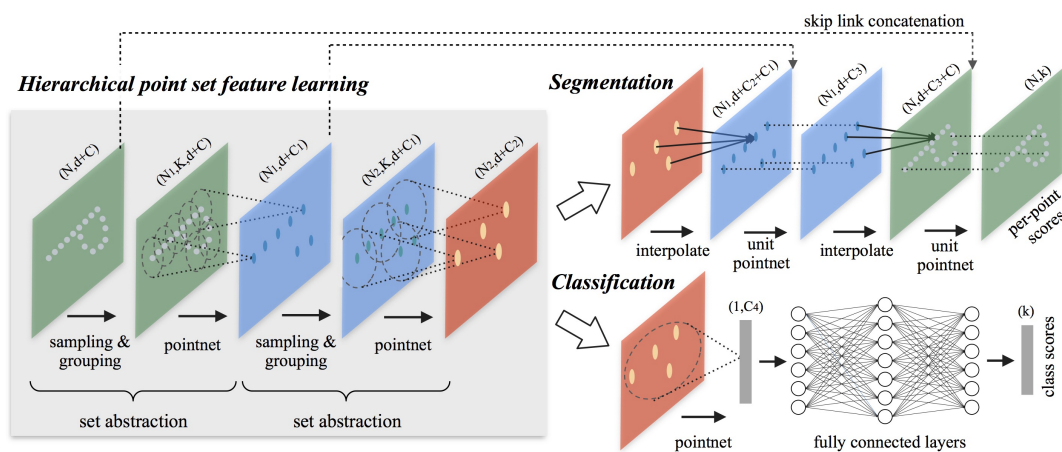 skip link concatenation
Hierarchical point set feature learning
(N,d+C)
(N1,K,d+C)
(N1,d+C1)
(N2,K,d+C1)
(N2,d+C2)
sampling &
grouping
pointnet
sampling &
grouping
pointnet
set abstraction
set abstraction
Segmentation
(N1,d+C2+C1)
(N1,d+C3)
(N,d+C3+C)
(N,k)
interpolate
unit
pointnet
interpolate
unit
pointnet
per-point
scores
Classification
(1,C4)
(k)
pointnet
fully connected layers
class scores